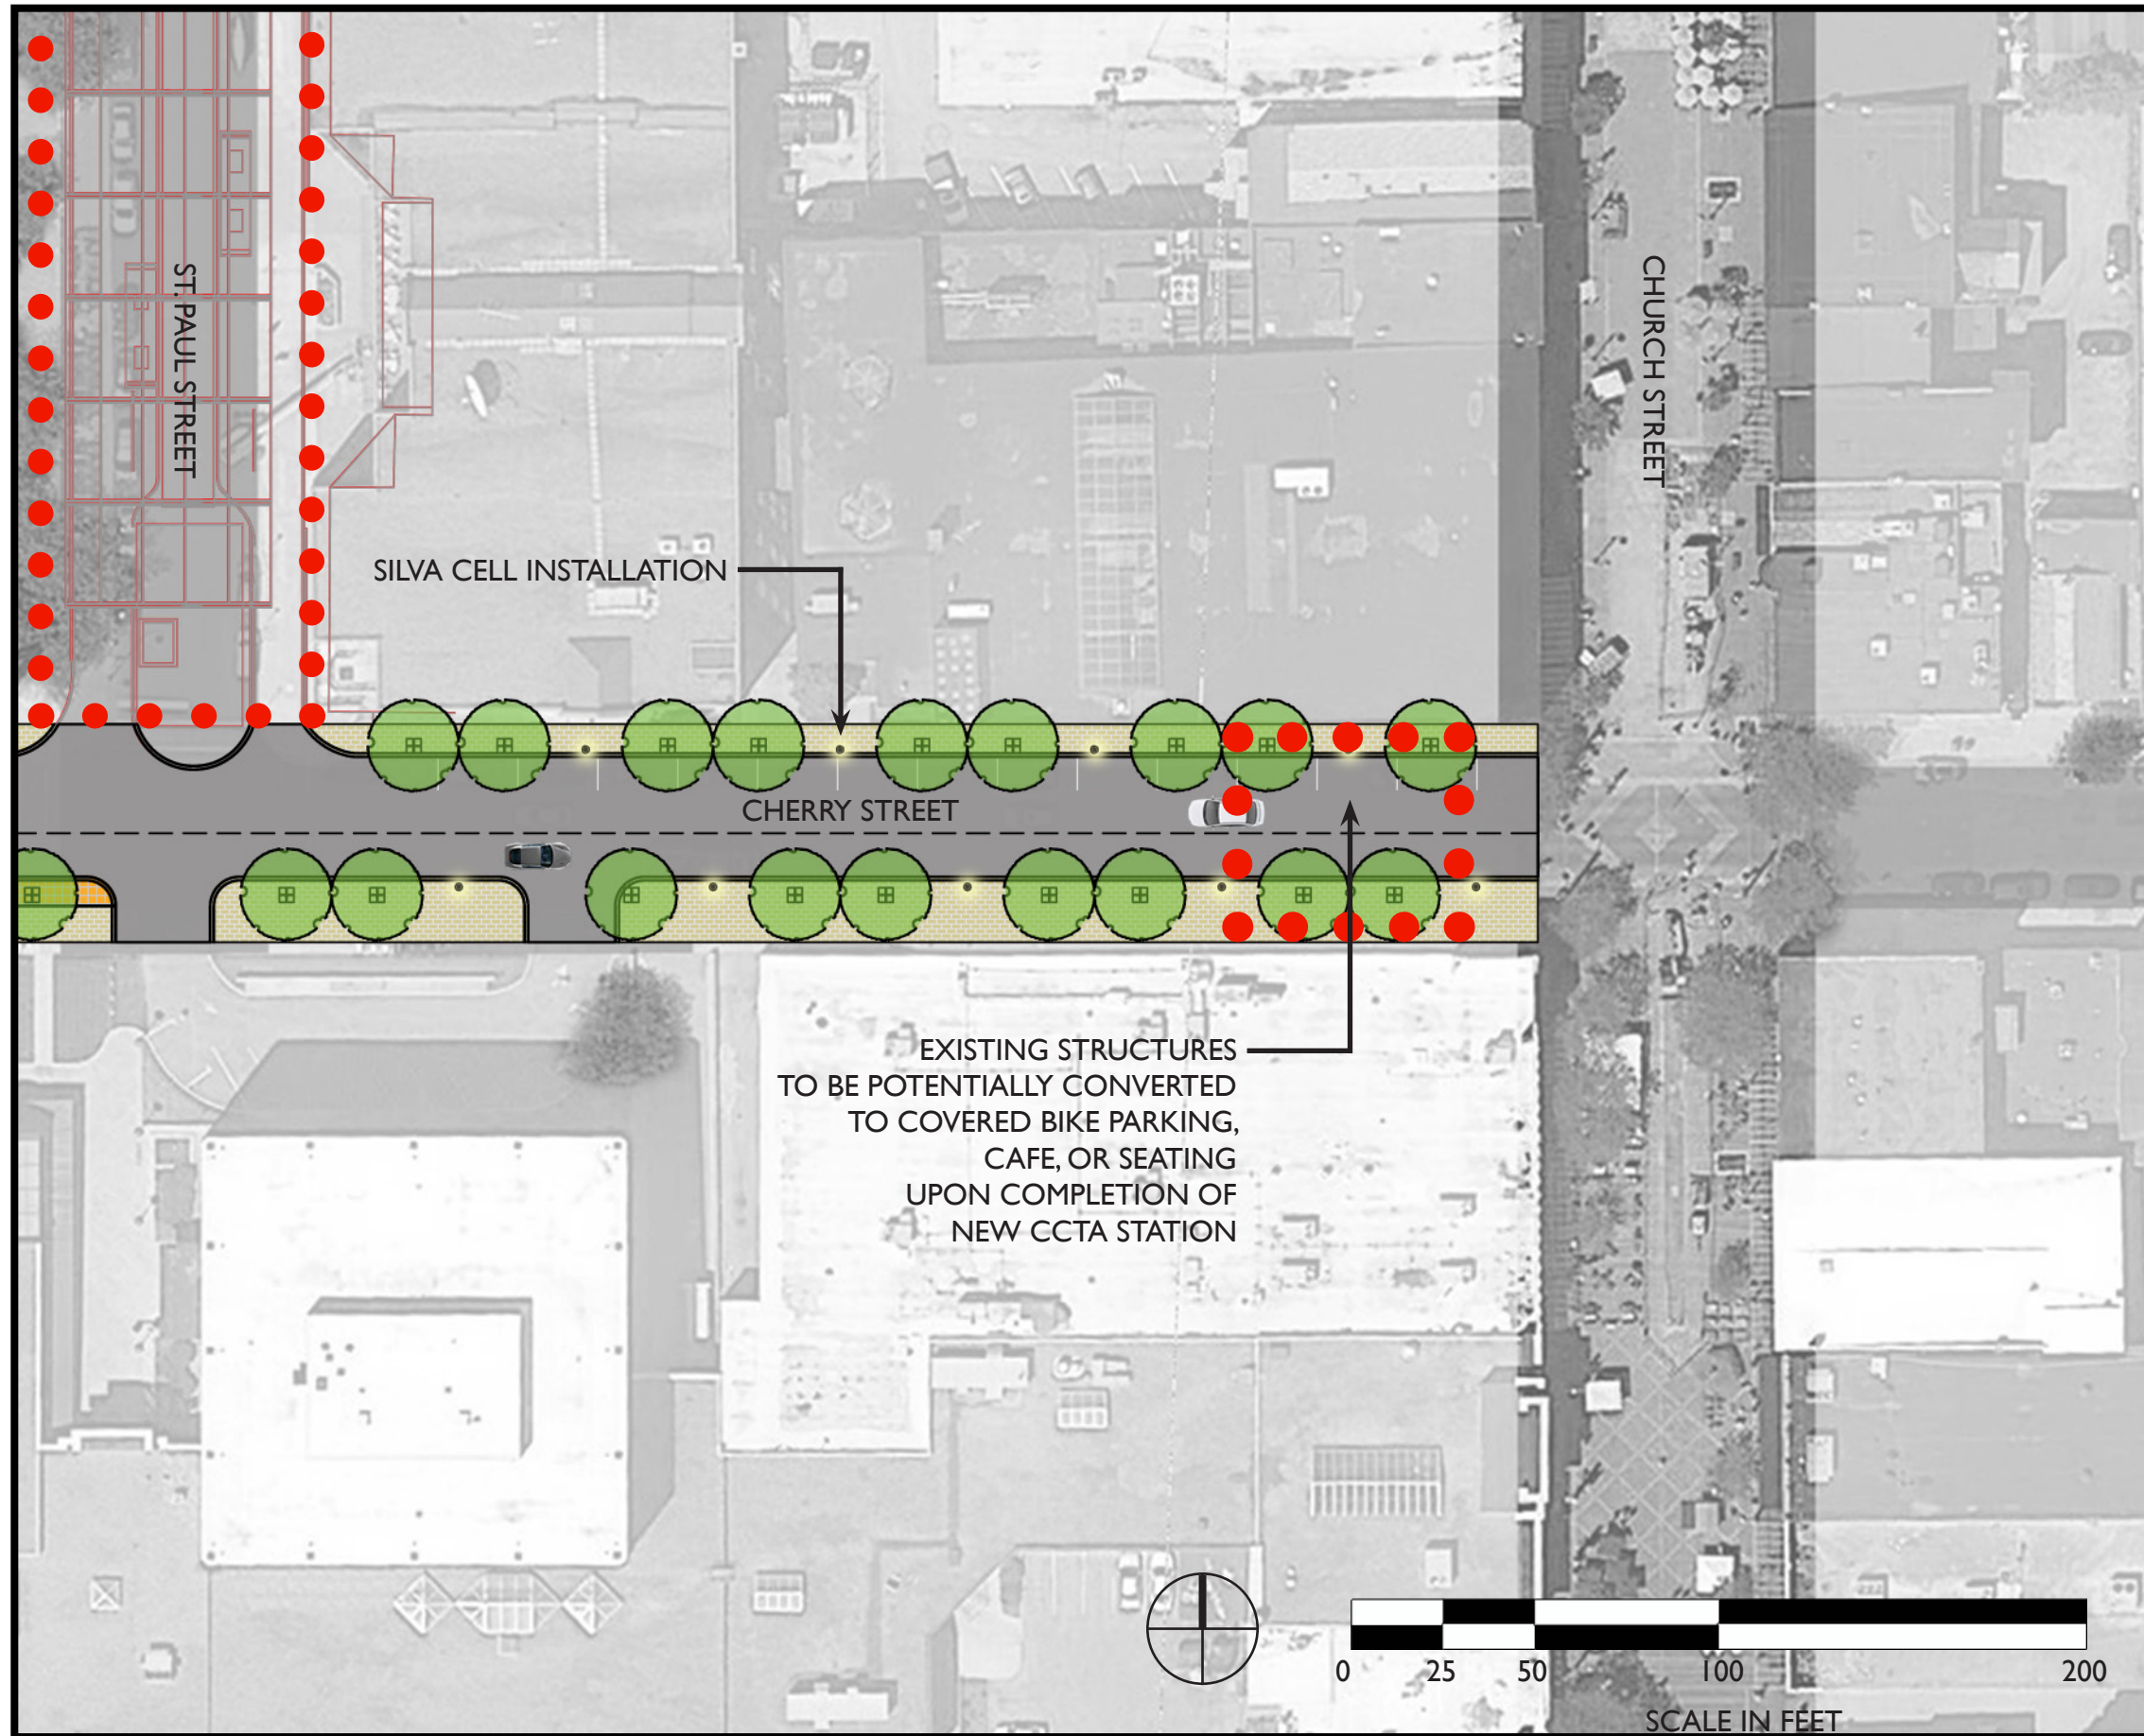 ST. PAUL STREET
CHURCH STREET
SILVA CELL INSTALLATION
CHERRY STREET
EXISTING STRUCTURES
TO BE POTENTIALLY CONVERTED
TO COVERED BIKE PARKING,
CAFE, OR SEATING
UPON COMPLETION OF
NEW CCTA STATION
0 25 50 100 200
SCALE IN FEET